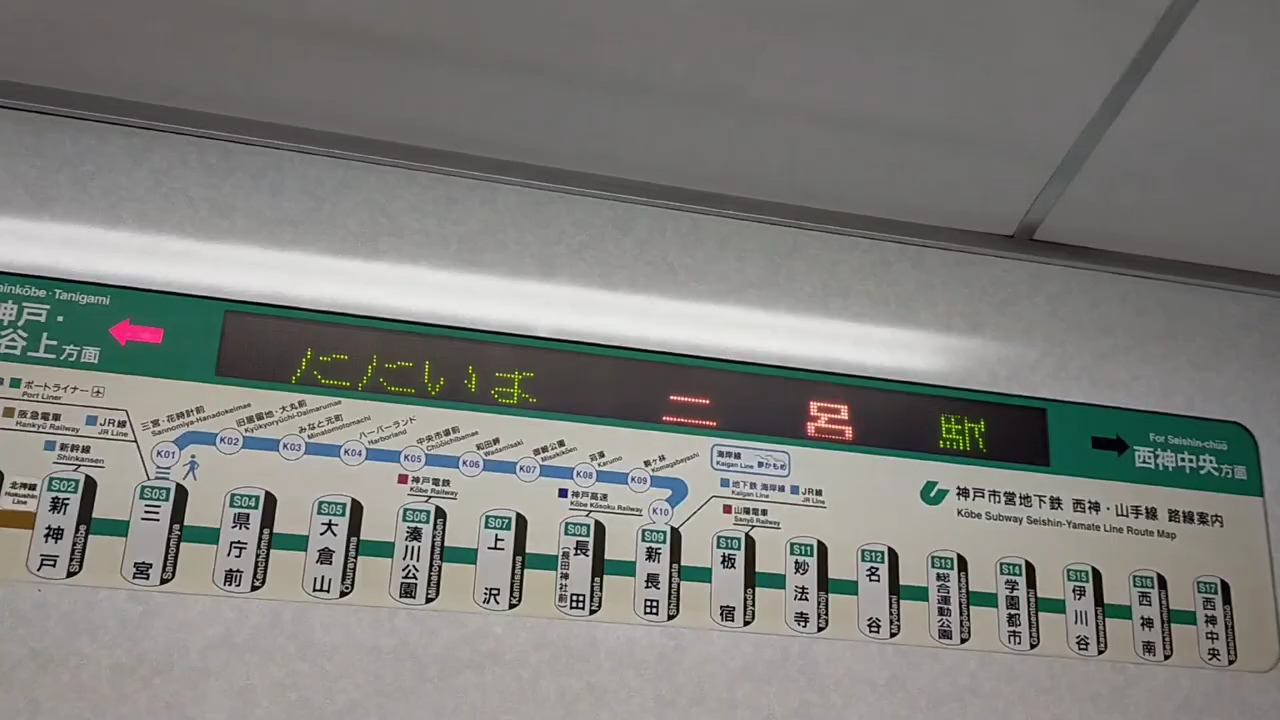 Shinkōbe・Tanigami
神戸・
谷上方面
ただいま 三 宮 駅
For Seishin-chūō
西神中央方面
神戸市営地下鉄 西神・山手線 路線案内
Kōbe Subway Seishin-Yamate Line Route Map
ポートライナー
Port Liner
阪急電車
Hankyū Railway
JR線
JR Line
新幹線
Shinkansen
北神線
Hokushin Line
三宮・花時計前
Sannomiya-Hanadokeimae
旧居留地・大丸前
Kyūkyoryūchi-Daimarumae
みなと元町
Minatomotomachi
ハーバーランド
Harborland
中央市場前
Chūōichibamae
和田岬
Wadamisaki
御崎公園
Misakikōen
苅藻
Karumo
駒ヶ林
Komagabayashi
K01 K02 K03 K04 K05 K06 K07 K08 K09 K10
海岸線
Kaigan Line
夢かもめ
神戸電鉄
Kōbe Railway
神戸高速
Kōbe Kōsoku Railway
地下鉄 海岸線
Kaigan Line
JR線
JR Line
山陽電車
Sanyō Railway
S02 新神戸 Shinkōbe
S03 三宮 Sannomiya
S04 県庁前 Kenchōmae
S05 大倉山 Ōkurayama
S06 湊川公園 Minatogawakōen
S07 上沢 Kamisawa
S08 長田 (長田神社前) Nagata
S09 新長田 Shinnagata
S10 板宿 Itayado
S11 妙法寺 Myōhōji
S12 名谷 Myōdani
S13 総合運動公園 Sōgōundōkōen
S14 学園都市 Gakuentoshi
S15 伊川谷 Ikawadani
S16 西神南 Seishin-minami
S17 西神中央 Seishin-chūō